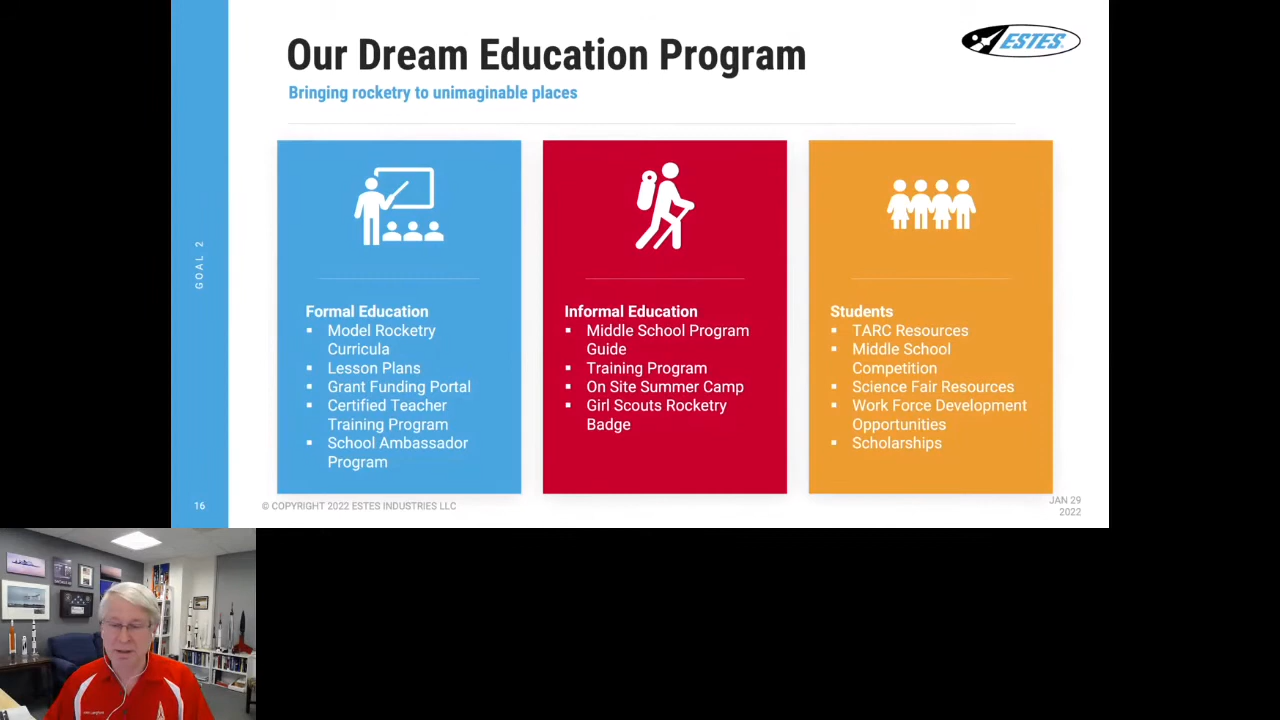 Our Dream Education Program
ESTES
Bringing rocketry to unimaginable places
GOAL 2
Formal Education
▪ Model Rocketry
Curricula
▪ Lesson Plans
▪ Grant Funding Portal
▪ Certified Teacher
Training Program
▪ School Ambassador
Program
Informal Education
▪ Middle School Program
Guide
▪ Training Program
▪ On Site Summer Camp
▪ Girl Scouts Rocketry
Badge
Students
▪ TARC Resources
▪ Middle School
Competition
▪ Science Fair Resources
▪ Work Force Development
Opportunities
▪ Scholarships
16
© COPYRIGHT 2022 ESTES INDUSTRIES LLC
JAN 29
2022